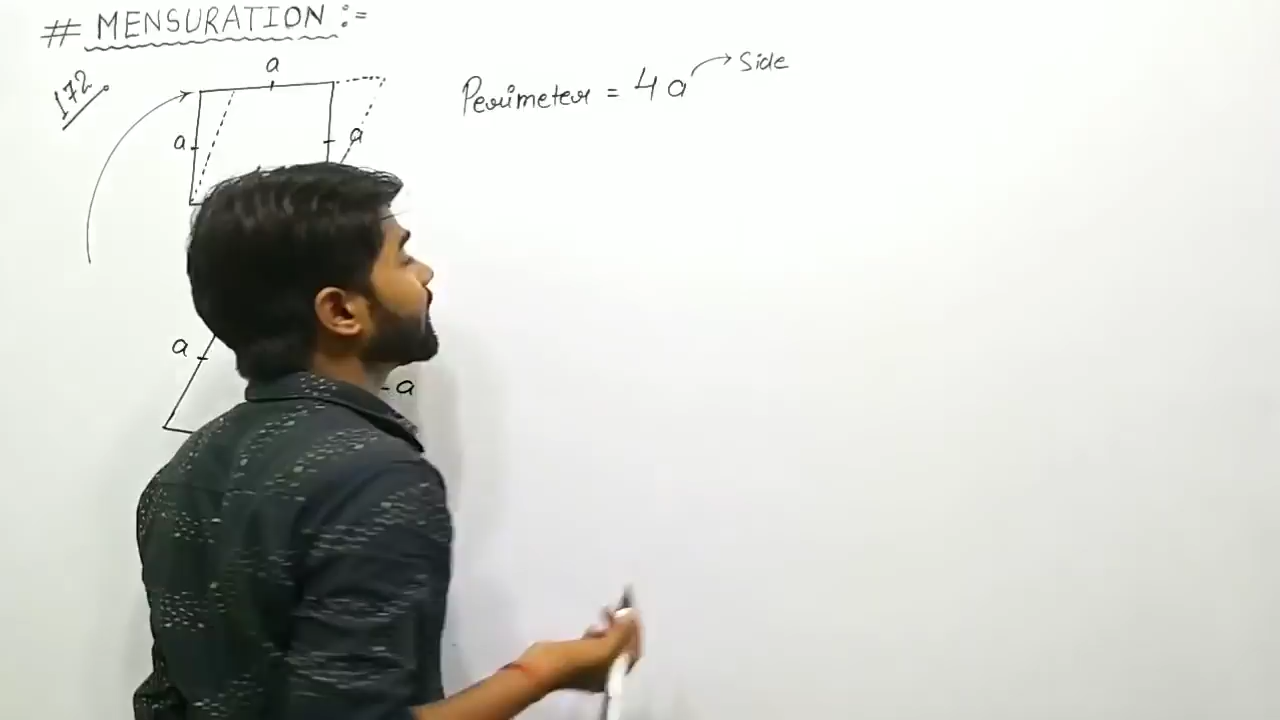 # MENSURATION :=
172.
a
a
a
Perimeter = 4a → Side
a
a